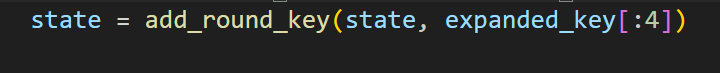 state = add_round_key(state, expanded_key[:4])